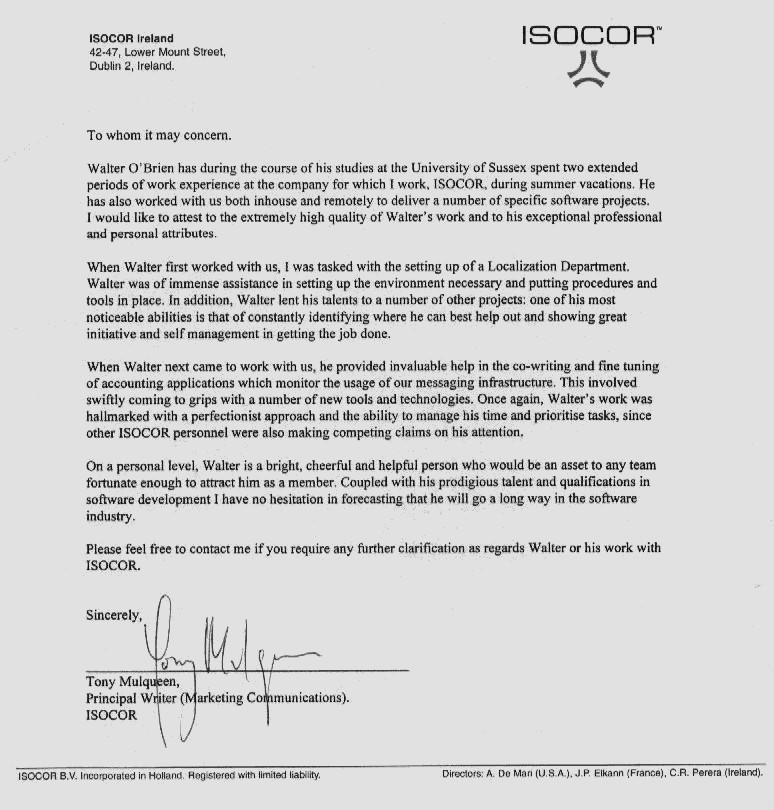 ISOCOR Ireland
42-47, Lower Mount Street,
Dublin 2, Ireland.
ISOCOR™
To whom it may concern.
Walter O'Brien has during the course of his studies at the University of Sussex spent two extended
periods of work experience at the company for which I work, ISOCOR, during summer vacations. He
has also worked with us both inhouse and remotely to deliver a number of specific software projects.
I would like to attest to the extremely high quality of Walter's work and to his exceptional professional
and personal attributes.
When Walter first worked with us, I was tasked with the setting up of a Localization Department.
Walter was of immense assistance in setting up the environment necessary and putting procedures and
tools in place. In addition, Walter lent his talents to a number of other projects: one of his most
noticeable abilities is that of constantly identifying where he can best help out and showing great
initiative and self management in getting the job done.
When Walter next came to work with us, he provided invaluable help in the co-writing and fine tuning
of accounting applications which monitor the usage of our messaging infrastructure. This involved
swiftly coming to grips with a number of new tools and technologies. Once again, Walter's work was
hallmarked with a perfectionist approach and the ability to manage his time and prioritise tasks, since
other ISOCOR personnel were also making competing claims on his attention.
On a personal level, Walter is a bright, cheerful and helpful person who would be an asset to any team
fortunate enough to attract him as a member. Coupled with his prodigious talent and qualifications in
software development I have no hesitation in forecasting that he will go a long way in the software
industry.
Please feel free to contact me if you require any further clarification as regards Walter or his work with
ISOCOR.
Sincerely,
Tony Mulqueen
Tony Mulqueen,
Principal Writer (Marketing Communications).
ISOCOR
ISOCOR B.V. Incorporated in Holland. Registered with limited liability.
Directors: A. De Mari (U.S.A.), J.P. Elkann (France), C.R. Perera (Ireland).